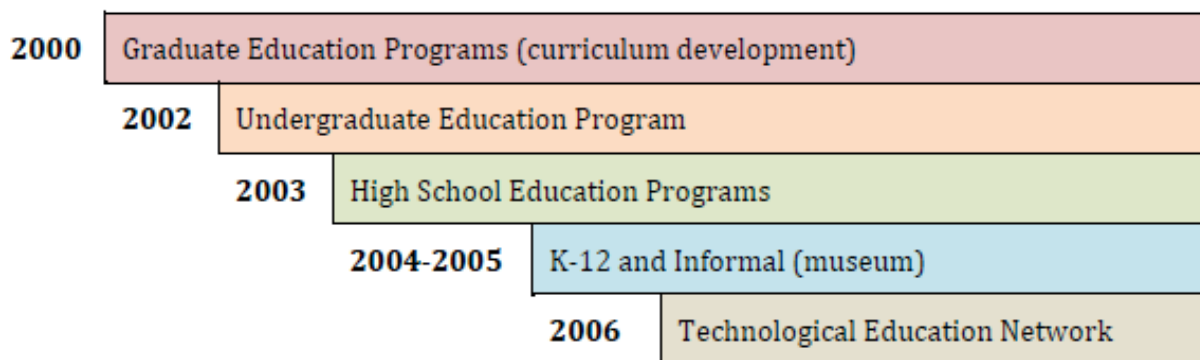 2000 Graduate Education Programs (curriculum development)
2002 Undergraduate Education Program
2003 High School Education Programs
2004-2005 K-12 and Informal (museum)
2006 Technological Education Network